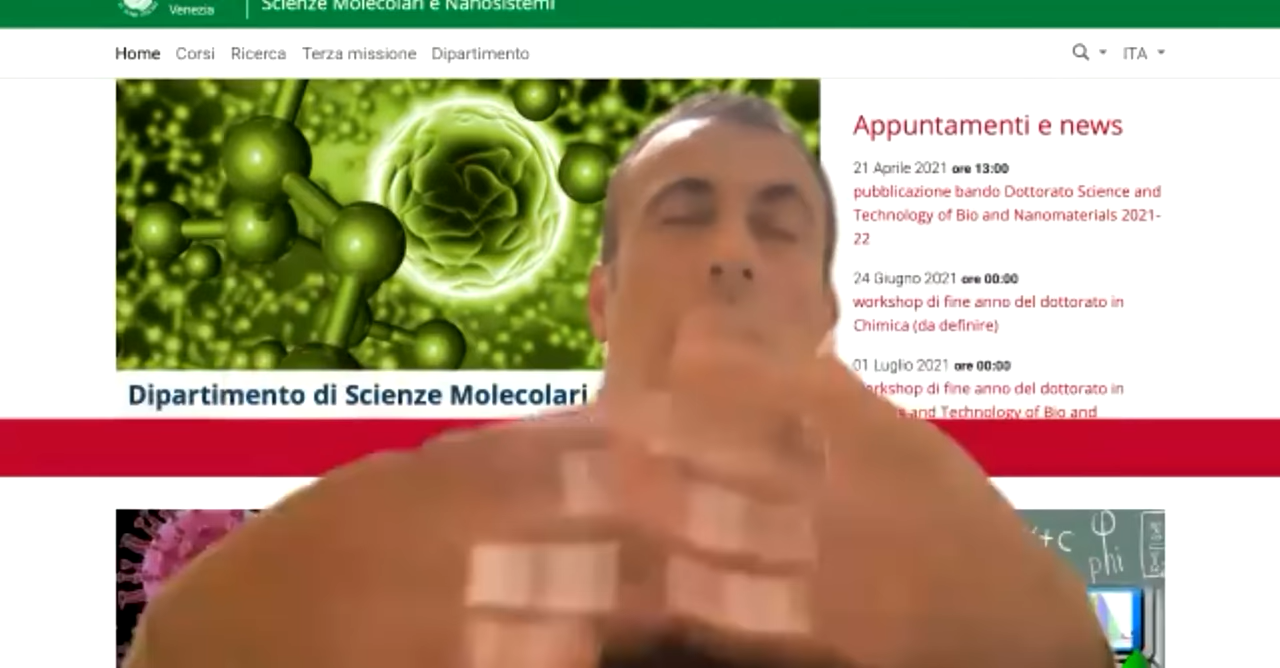 Venezia
Scienze Molecolari e Nanosistemi
Home Corsi Ricerca Terza missione Dipartimento
ITA
Dipartimento di Scienze Molecolari
Appuntamenti e news
21 Aprile 2021 ore 13:00
pubblicazione bando Dottorato Science and
Technology of Bio and Nanomaterials 2021-
22
24 Giugno 2021 ore 00:00
workshop di fine anno del dottorato in
Chimica (da definire)
01 Luglio 2021 ore 00:00
workshop di fine anno del dottorato in
and Technology of Bio and
+c φ
phi